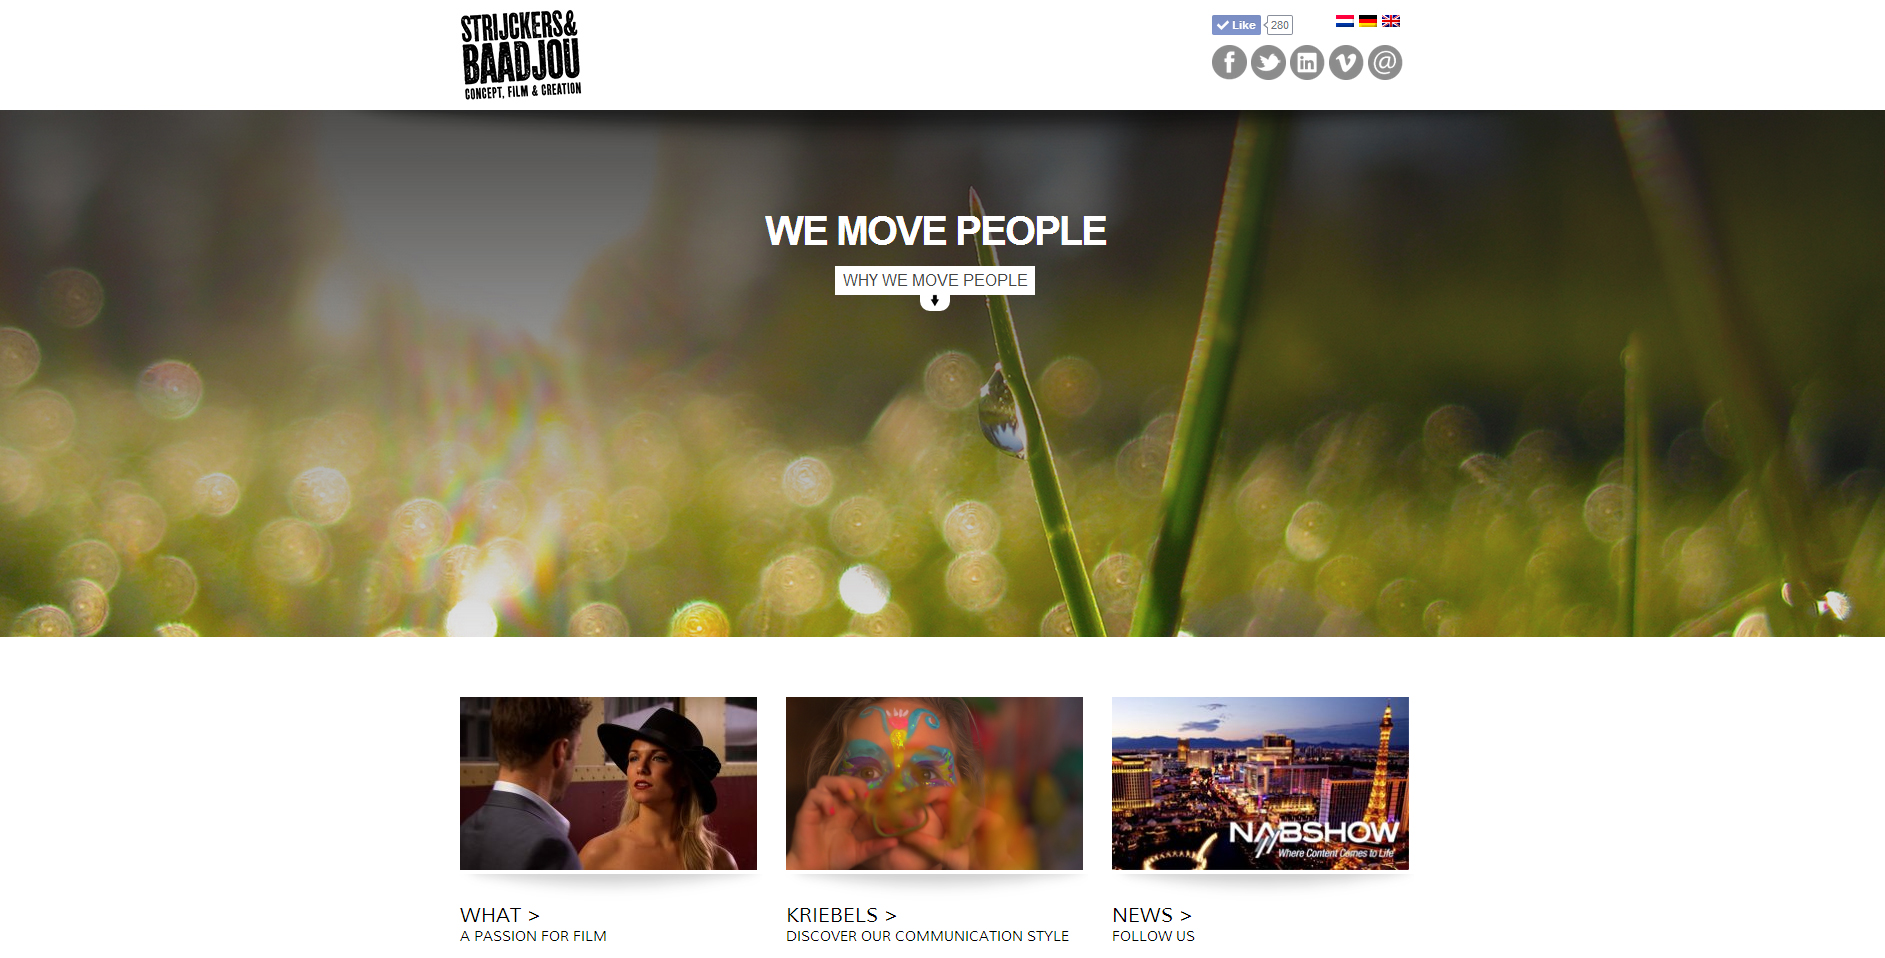 STRIJCKERS&
BAADJOU
CONCEPT, FILM & CREATION
Like 280
WE MOVE PEOPLE
WHY WE MOVE PEOPLE
NABSHOW
Where Content Comes to Life
WHAT >
A PASSION FOR FILM
KRIEBELS >
DISCOVER OUR COMMUNICATION STYLE
NEWS >
FOLLOW US